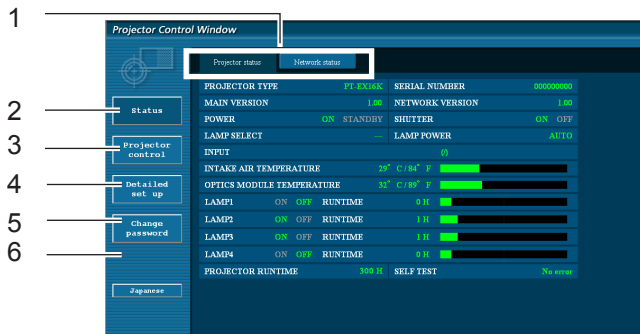 1
Projector Control Window
Projector status Network status
PROJECTOR TYPE PT-EX16K SERIAL NUMBER 000000000
MAIN VERSION 1.00 NETWORK VERSION 1.00
2 Status
POWER ON STANDBY SHUTTER ON OFF
LAMP SELECT --- LAMP POWER AUTO
3 Projector control
INPUT (/)
INTAKE AIR TEMPERATURE 29° C / 84° F
4 Detailed set up
OPTICS MODULE TEMPERATURE 32° C / 89° F
LAMP1 ON OFF RUNTIME 0 H
5 Change password
LAMP2 ON OFF RUNTIME 1 H
LAMP3 ON OFF RUNTIME 1 H
6
LAMP4 ON OFF RUNTIME 0 H
PROJECTOR RUNTIME 300 H SELF TEST No error
Japanese